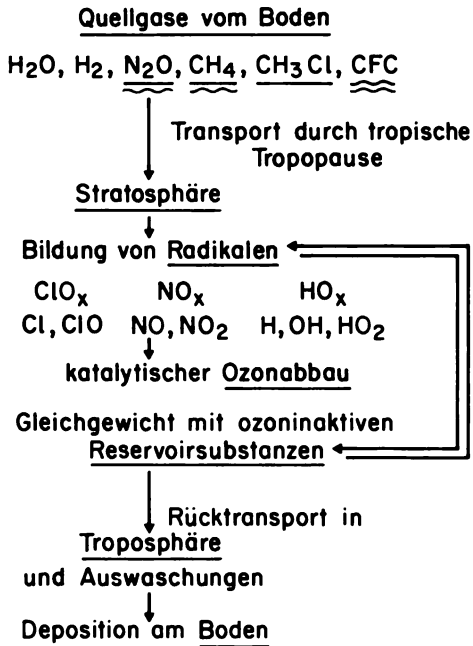 Quellgase vom Boden
H2O, H2, N2O, CH4, CH3Cl, CFC
Transport durch tropische
Tropopause
Stratosphäre
Bildung von Radikalen
ClOx NOx HOx
Cl, ClO NO, NO2 H, OH, HO2
katalytischer Ozonabbau
Gleichgewicht mit ozoninaktiven
Reservoirsubstanzen
Rücktransport in
Troposphäre
und Auswaschungen
Deposition am Boden